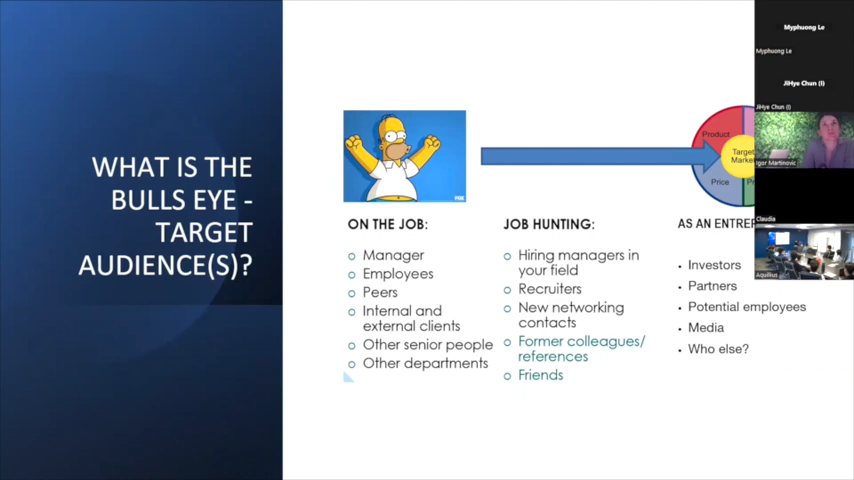 WHAT IS THE
BULLS EYE -
TARGET
AUDIENCE(S)?
Product
Target
Price
ON THE JOB:
Manager
Employees
Peers
Internal and
external clients
Other senior people
Other departments
JOB HUNTING:
Hiring managers in
your field
Recruiters
New networking
contacts
Former colleagues/
references
Friends
AS AN
Investors
Partners
Potential employees
Media
Who else?
Myphuong Le
Myphuong Le
JiHye Chun (I)
JiHye Chun (I)
Igor Martinovic
Claudia
Aquillius